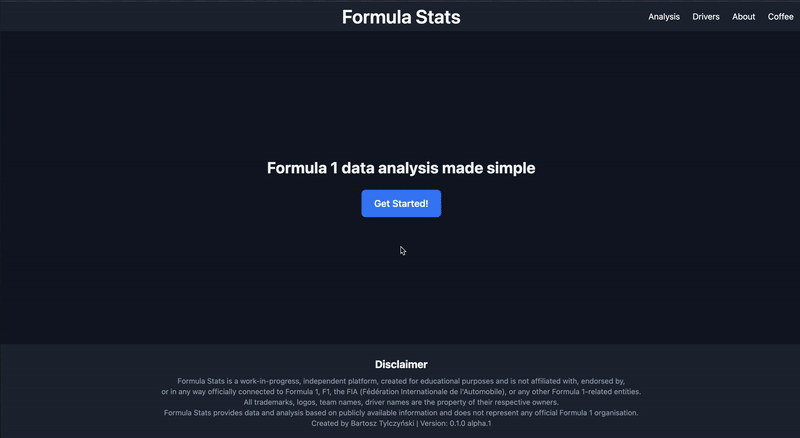 Formula Stats
Analysis Drivers About Coffee
Formula 1 data analysis made simple
Get Started!
Disclaimer
Formula Stats is a work-in-progress, independent platform, created for educational purposes and is not affiliated with, endorsed by,
or in any way officially connected to Formula 1, F1, the FIA (Fédération Internationale de l'Automobile), or any other Formula 1-related entities.
All trademarks, logos, team names, driver names are the property of their respective owners.
Formula Stats provides data and analysis based on publicly available information and does not represent any official Formula 1 organisation.
Created by Bartosz Tylczyński | Version: 0.1.0 alpha.1